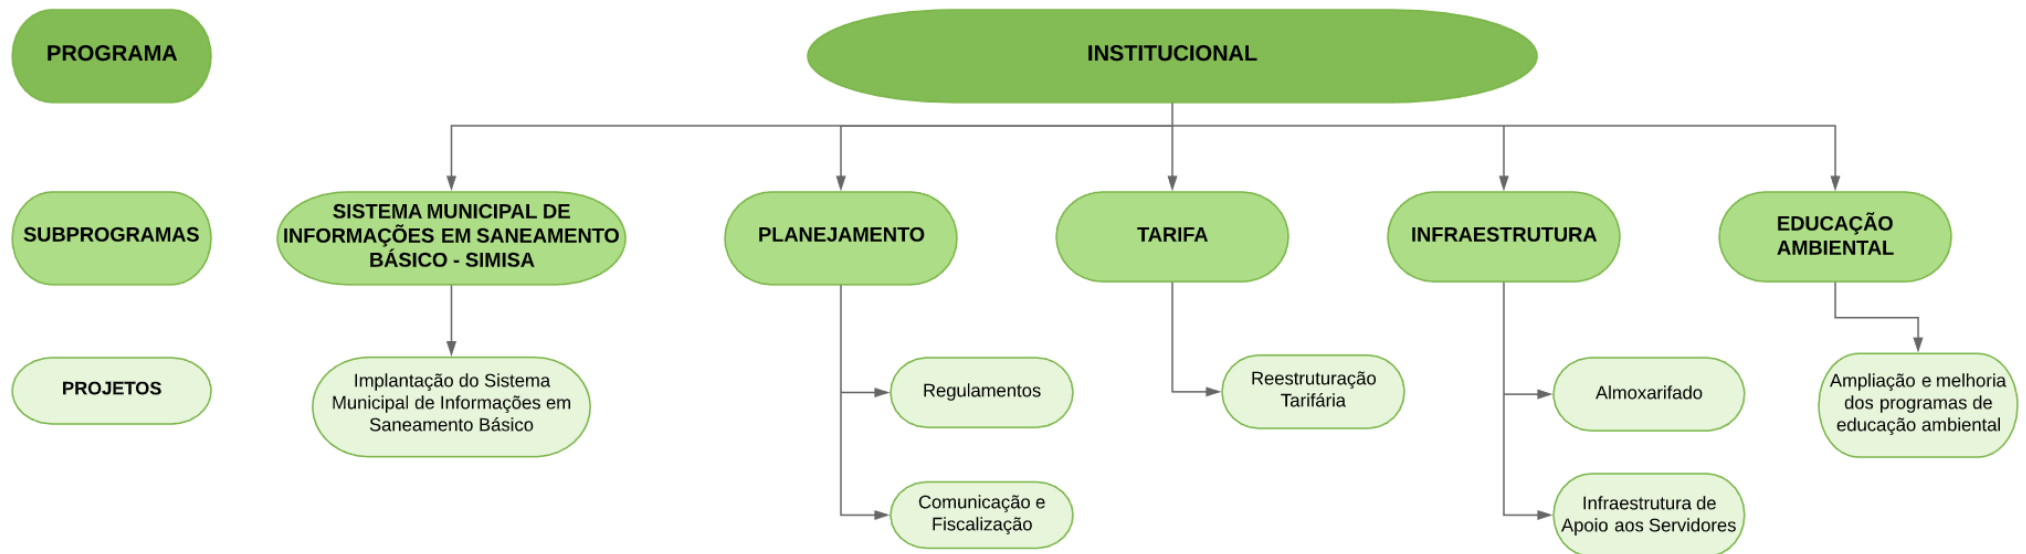 PROGRAMA
INSTITUCIONAL
SUBPROGRAMAS
SISTEMA MUNICIPAL DE
INFORMAÇÕES EM SANEAMENTO
BÁSICO - SIMISA
PLANEJAMENTO
TARIFA
INFRAESTRUTURA
EDUCAÇÃO
AMBIENTAL
PROJETOS
Implantação do Sistema
Municipal de Informações em
Saneamento Básico
Regulamentos
Reestruturação
Tarifária
Almoxarifado
Ampliação e melhoria
dos programas de
educação ambiental
Comunicação e
Fiscalização
Infraestrutura de
Apoio aos Servidores